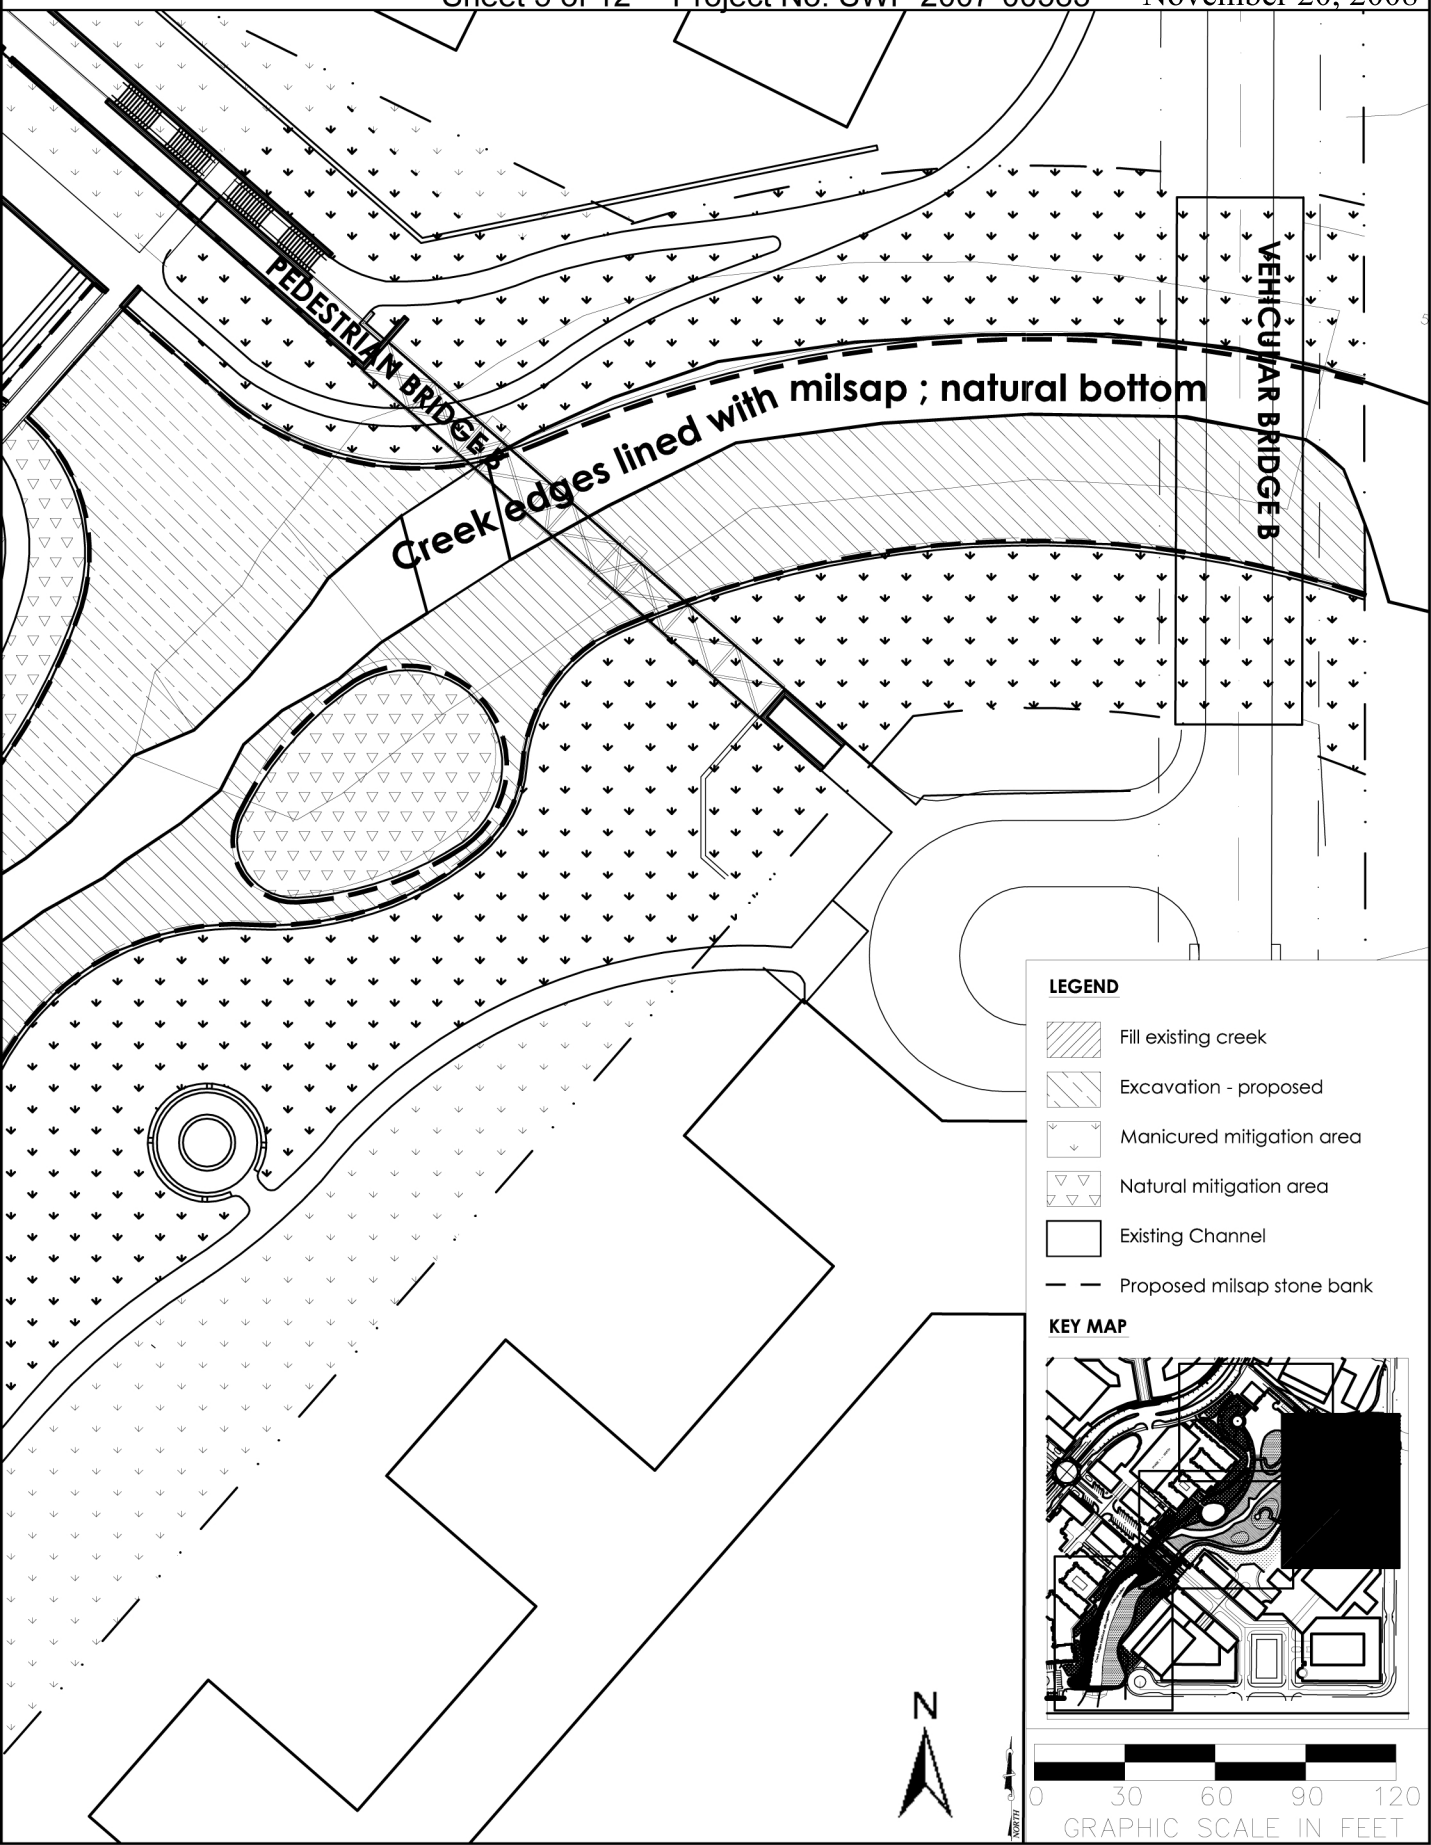 PEDESTRIAN BRIDGE B
Creek edges lined with milsap ; natural bottom
VEHICULAR BRIDGE B
LEGEND
Fill existing creek
Excavation - proposed
Manicured mitigation area
Natural mitigation area
Existing Channel
Proposed milsap stone bank
KEY MAP
N
NORTH
0 30 60 90 120
GRAPHIC SCALE IN FEET